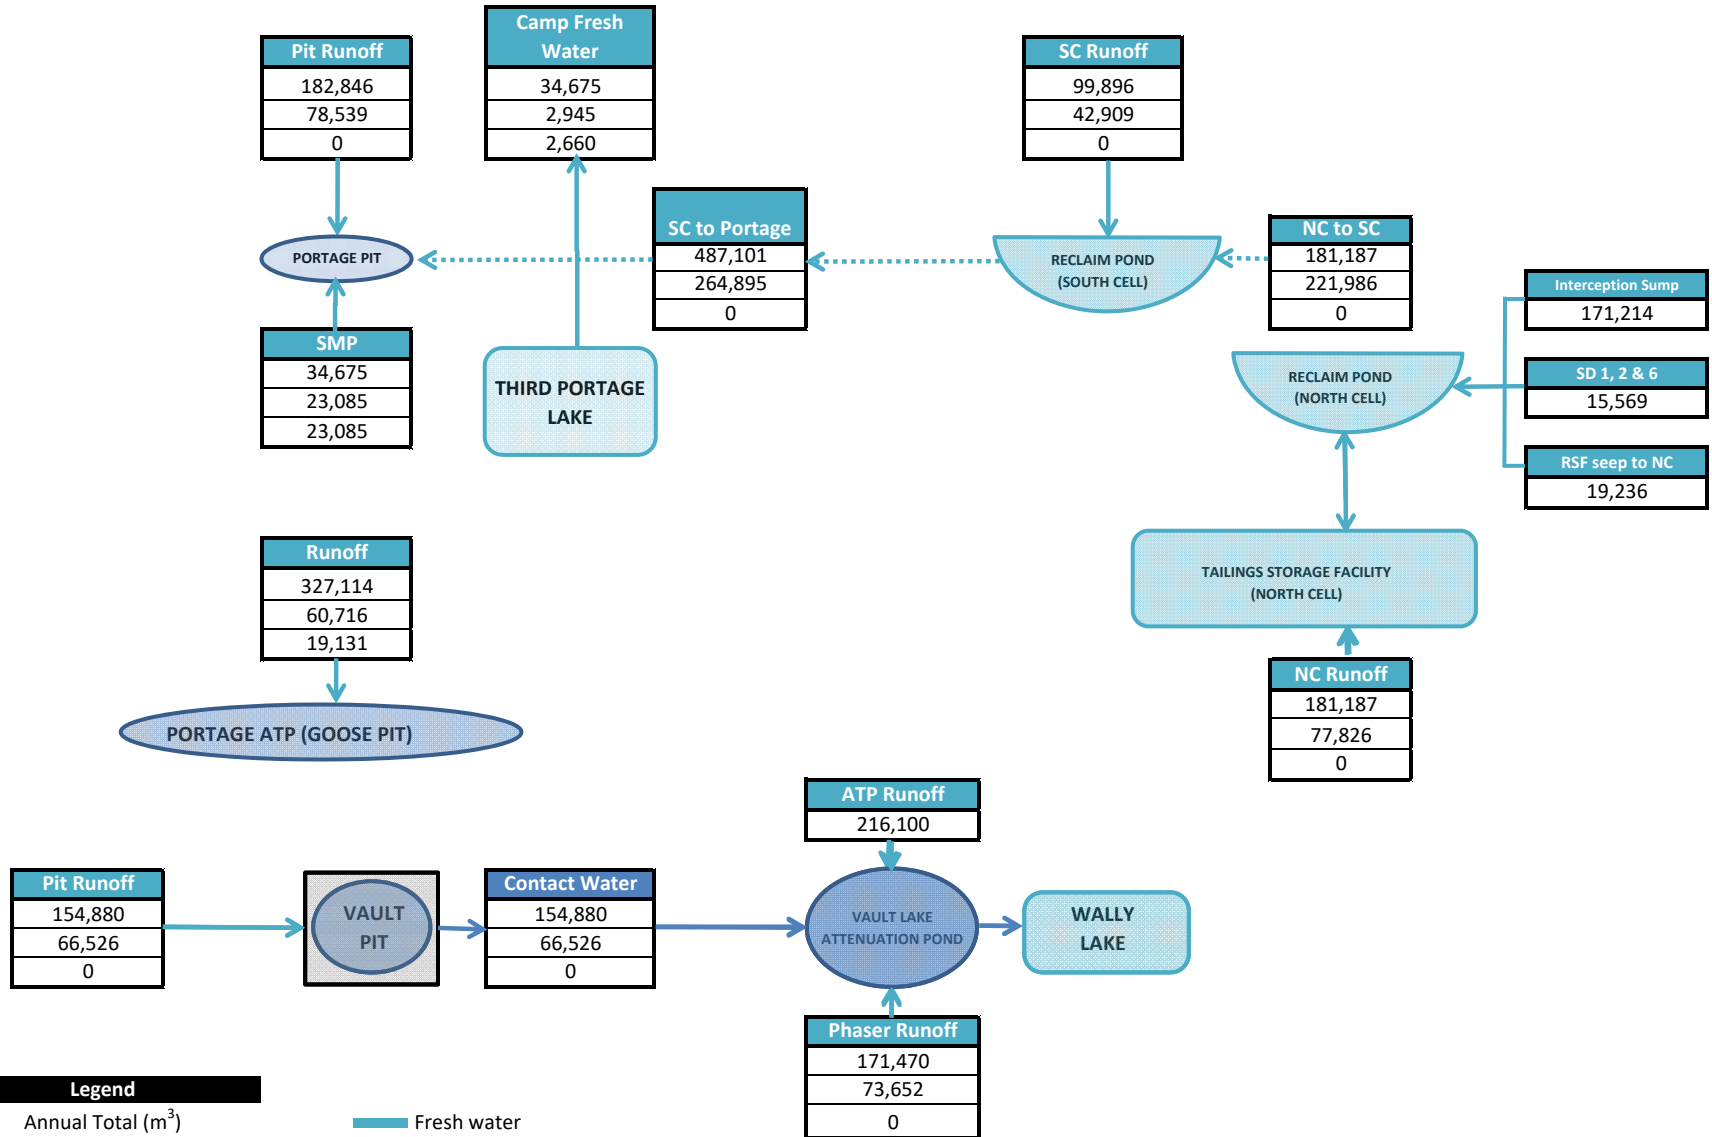 Pit Runoff
182,846
78,539
0
Camp Fresh
Water
34,675
2,945
2,660
SC Runoff
99,896
42,909
0
PORTAGE PIT
SC to Portage
487,101
264,895
0
RECLAIM POND
(SOUTH CELL)
NC to SC
181,187
221,986
0
Interception Sump
171,214
SMP
34,675
23,085
23,085
THIRD PORTAGE
LAKE
RECLAIM POND
(NORTH CELL)
SD 1, 2 & 6
15,569
RSF seep to NC
19,236
Runoff
327,114
60,716
19,131
TAILINGS STORAGE FACILITY
(NORTH CELL)
PORTAGE ATP (GOOSE PIT)
NC Runoff
181,187
77,826
0
ATP Runoff
216,100
Pit Runoff
154,880
66,526
0
VAULT
PIT
Contact Water
154,880
66,526
0
VAULT LAKE
ATTENUATION POND
WALLY
LAKE
Phaser Runoff
171,470
73,652
0
Legend
Annual Total (m³)
Fresh water